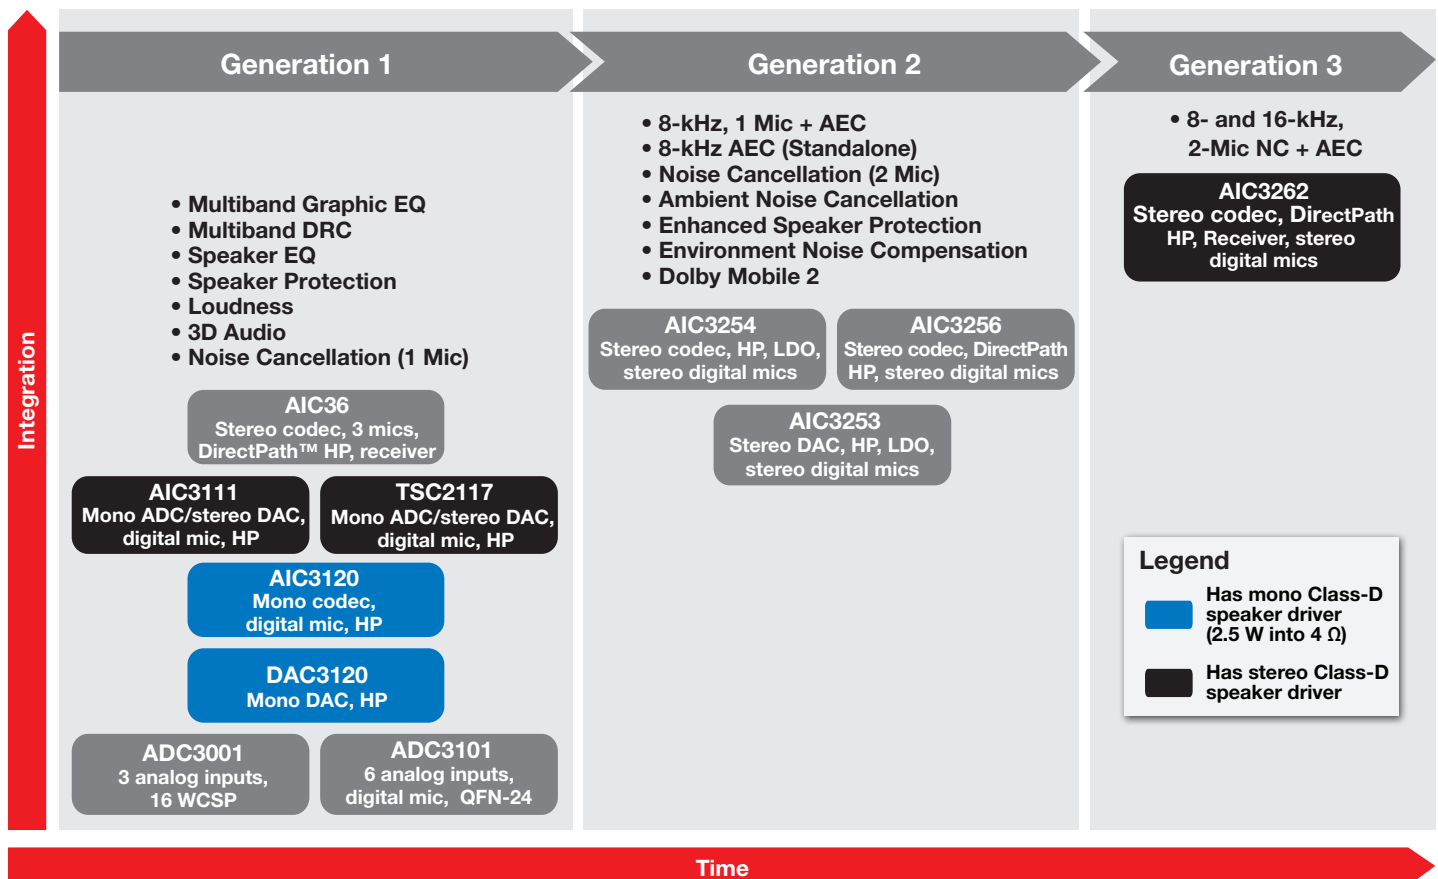 Generation 1
• Multiband Graphic EQ
• Multiband DRC
• Speaker EQ
• Speaker Protection
• Loudness
• 3D Audio
• Noise Cancellation (1 Mic)
AIC36
Stereo codec, 3 mics,
DirectPath™ HP, receiver
AIC3111
Mono ADC/stereo DAC,
digital mic, HP
TSC2117
Mono ADC/stereo DAC,
digital mic, HP
AIC3120
Mono codec,
digital mic, HP
DAC3120
Mono DAC, HP
ADC3001
3 analog inputs,
16 WCSP
ADC3101
6 analog inputs,
digital mic, QFN-24
Generation 2
• 8-kHz, 1 Mic + AEC
• 8-kHz AEC (Standalone)
• Noise Cancellation (2 Mic)
• Ambient Noise Cancellation
• Enhanced Speaker Protection
• Environment Noise Compensation
• Dolby Mobile 2
AIC3254
Stereo codec, HP, LDO,
stereo digital mics
AIC3256
Stereo codec, DirectPath
HP, stereo digital mics
AIC3253
Stereo DAC, HP, LDO,
stereo digital mics
Generation 3
• 8- and 16-kHz,
2-Mic NC + AEC
AIC3262
Stereo codec, DirectPath
HP, Receiver, stereo
digital mics
Legend
Has mono Class-D
speaker driver
(2.5 W into 4 Ω)
Has stereo Class-D
speaker driver
Integration
Time